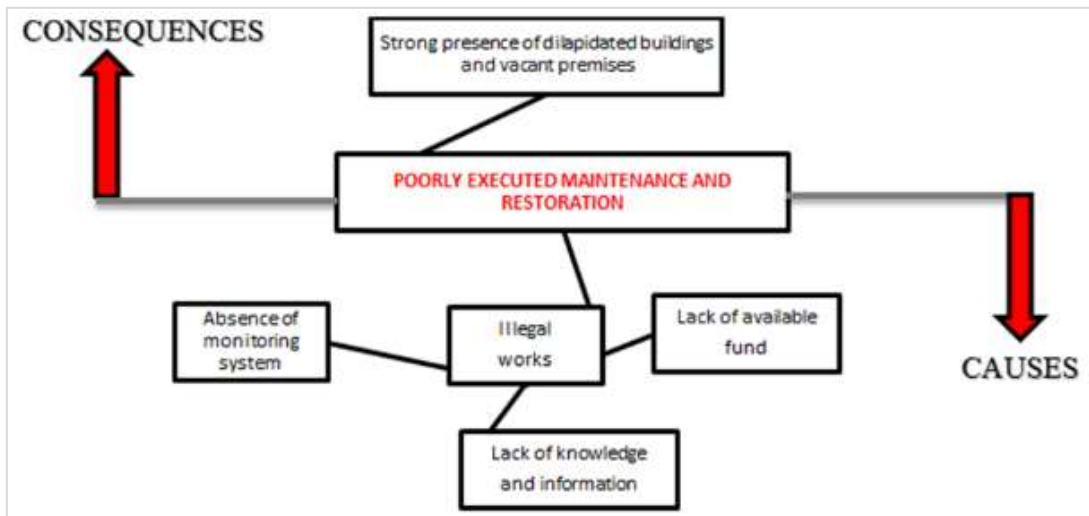 CONSEQUENCES
Strong presence of dilapidated buildings
and vacant premises
POORLY EXECUTED MAINTENANCE AND
RESTORATION
Absence of
monitoring
system
Illegal
works
Lack of available
fund
CAUSES
Lack of knowledge
and information